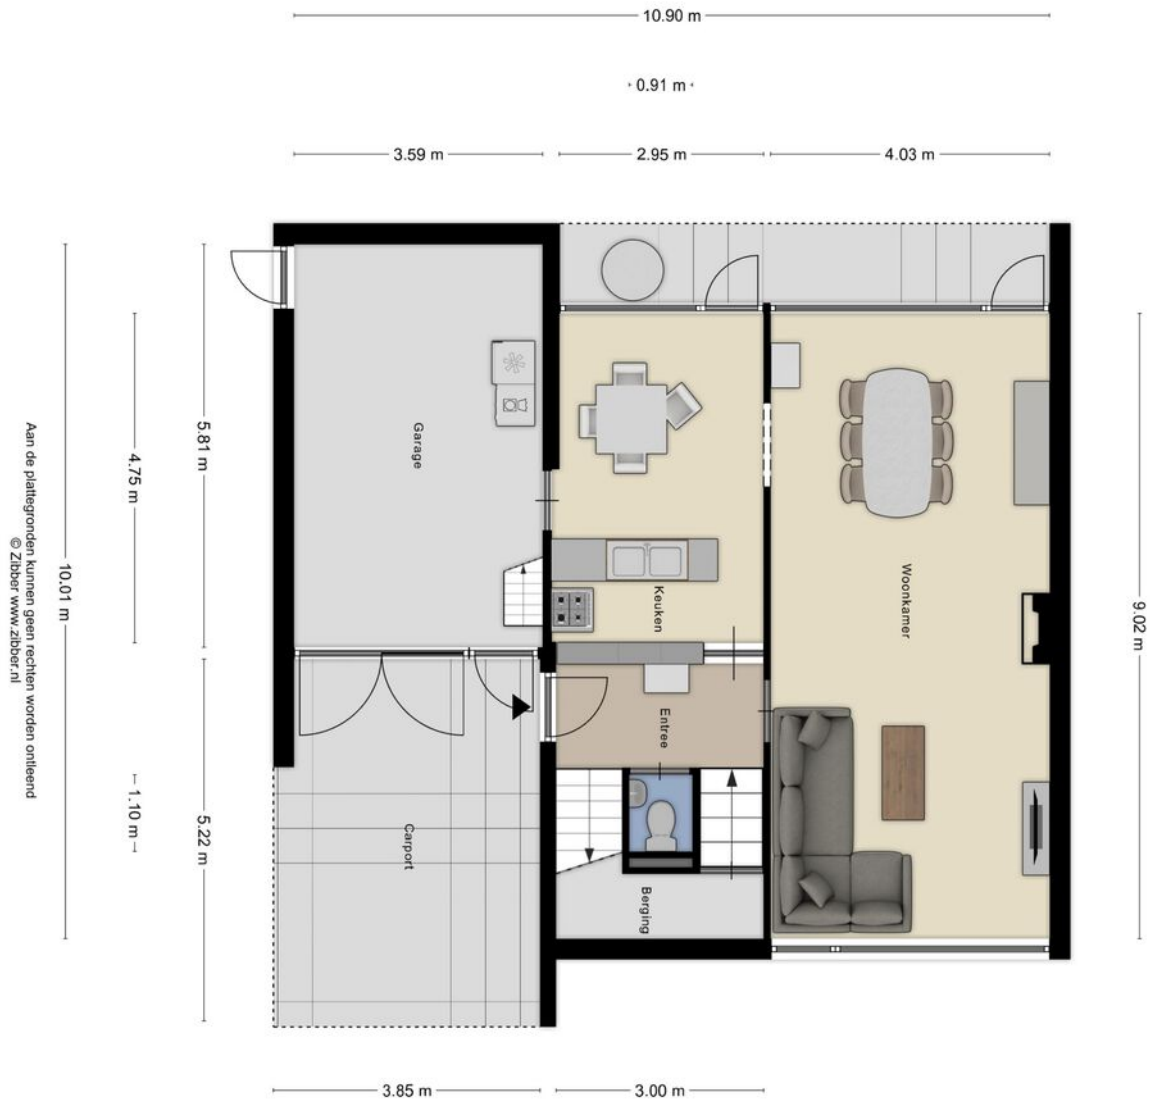 10.90 m
0.91 m
3.59 m
2.95 m
4.03 m
Garage
5.81 m
4.75 m
10.01 m
Keuken
Woonkamer
9.02 m
Entree
Carport
1.10 m
5.22 m
Berging
Aan de plattegronden kunnen geen rechten worden ontleend
© Zibber www.zibber.nl
3.85 m
3.00 m